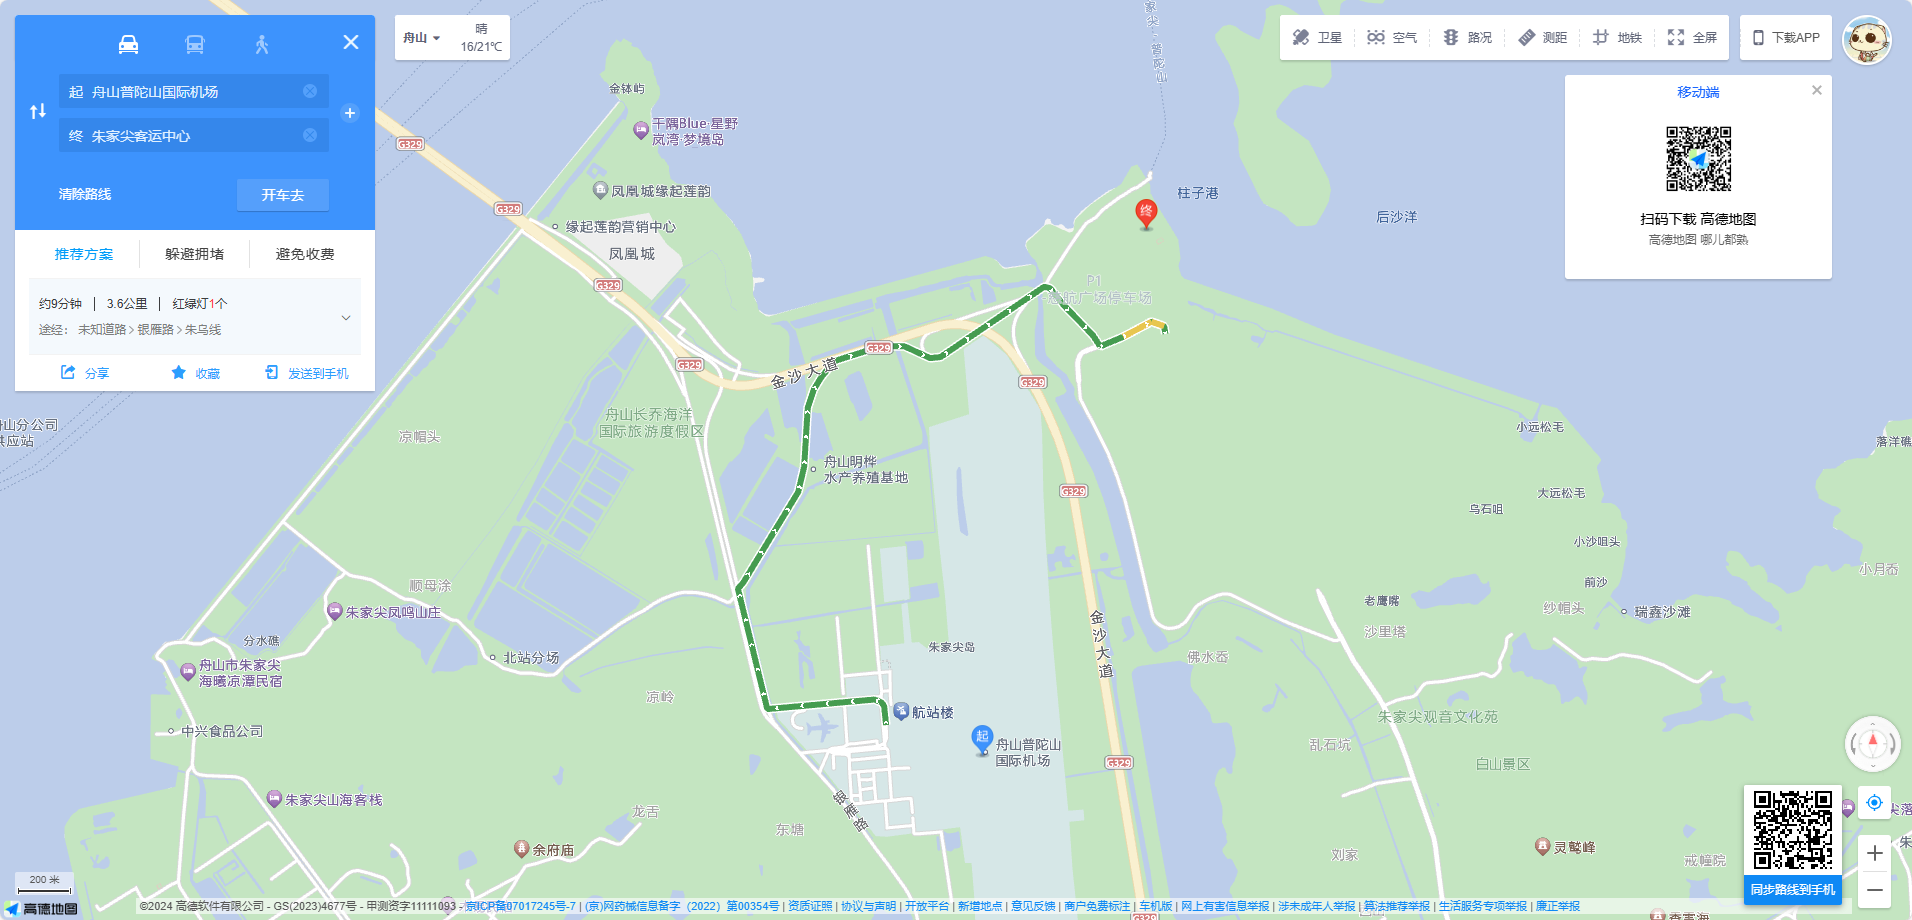 起 舟山普陀山国际机场
终 朱家尖客运中心
清除路线
开车去
推荐方案
躲避拥堵
避免收费
约9分钟 | 3.6公里 | 红绿灯1个
途经： 未知道路 > 银雁路 > 朱乌线
分享
收藏
发送到手机
舟山
晴
16/21℃
卫星
空气
路况
测距
地铁
全屏
下载APP
移动端
扫码下载 高德地图
高德地图 哪儿都熟
金钵屿
干隅Blue·星野
岚湾·梦境岛
凤凰城缘起莲韵
缘起莲韵营销中心
凤凰城
G329
G329
G329
G329
G329
G329
G329
G329
G329
柱子港
后沙洋
终
P1
慈航广场停车场
金沙大道
舟山长乔海洋
国际旅游度假区
凉帽头
舟山明桦
水产养殖基地
舟山分公司
供应站
小远松毛
落洋礁
大远松毛
乌石咀
小沙咀头
前沙
小月岙
纱帽头
瑞鑫沙滩
老鹰嘴
沙里塔
顺母涂
朱家尖凤鸣山庄
分水礁
舟山市朱家尖
海曦凉潭民宿
北站分场
凉岭
中兴食品公司
朱家尖岛
金沙大道
佛水岙
航站楼
起
舟山普陀山
国际机场
朱家尖观音文化苑
乱石坑
白山景区
朱家尖山海客栈
龙舌
东塘
银雁路
余府庙
刘家
灵鹫峰
戒幢院
香客海
尖落
朱
同步路线到手机
200 米
高德地图
©2024 高德软件有限公司 - GS(2023)4677号 - 甲测资字11111093 - 京ICP备07017245号-7 | (京)网药械信息备字（2022）第00354号 | 资质证照 | 协议与声明 | 开放平台 | 新增地点 | 意见反馈 | 商户免费标注 | 车机版 | 网上有害信息举报 | 涉未成年人举报 | 算法推荐举报 | 生活服务专项举报 | 廉正举报